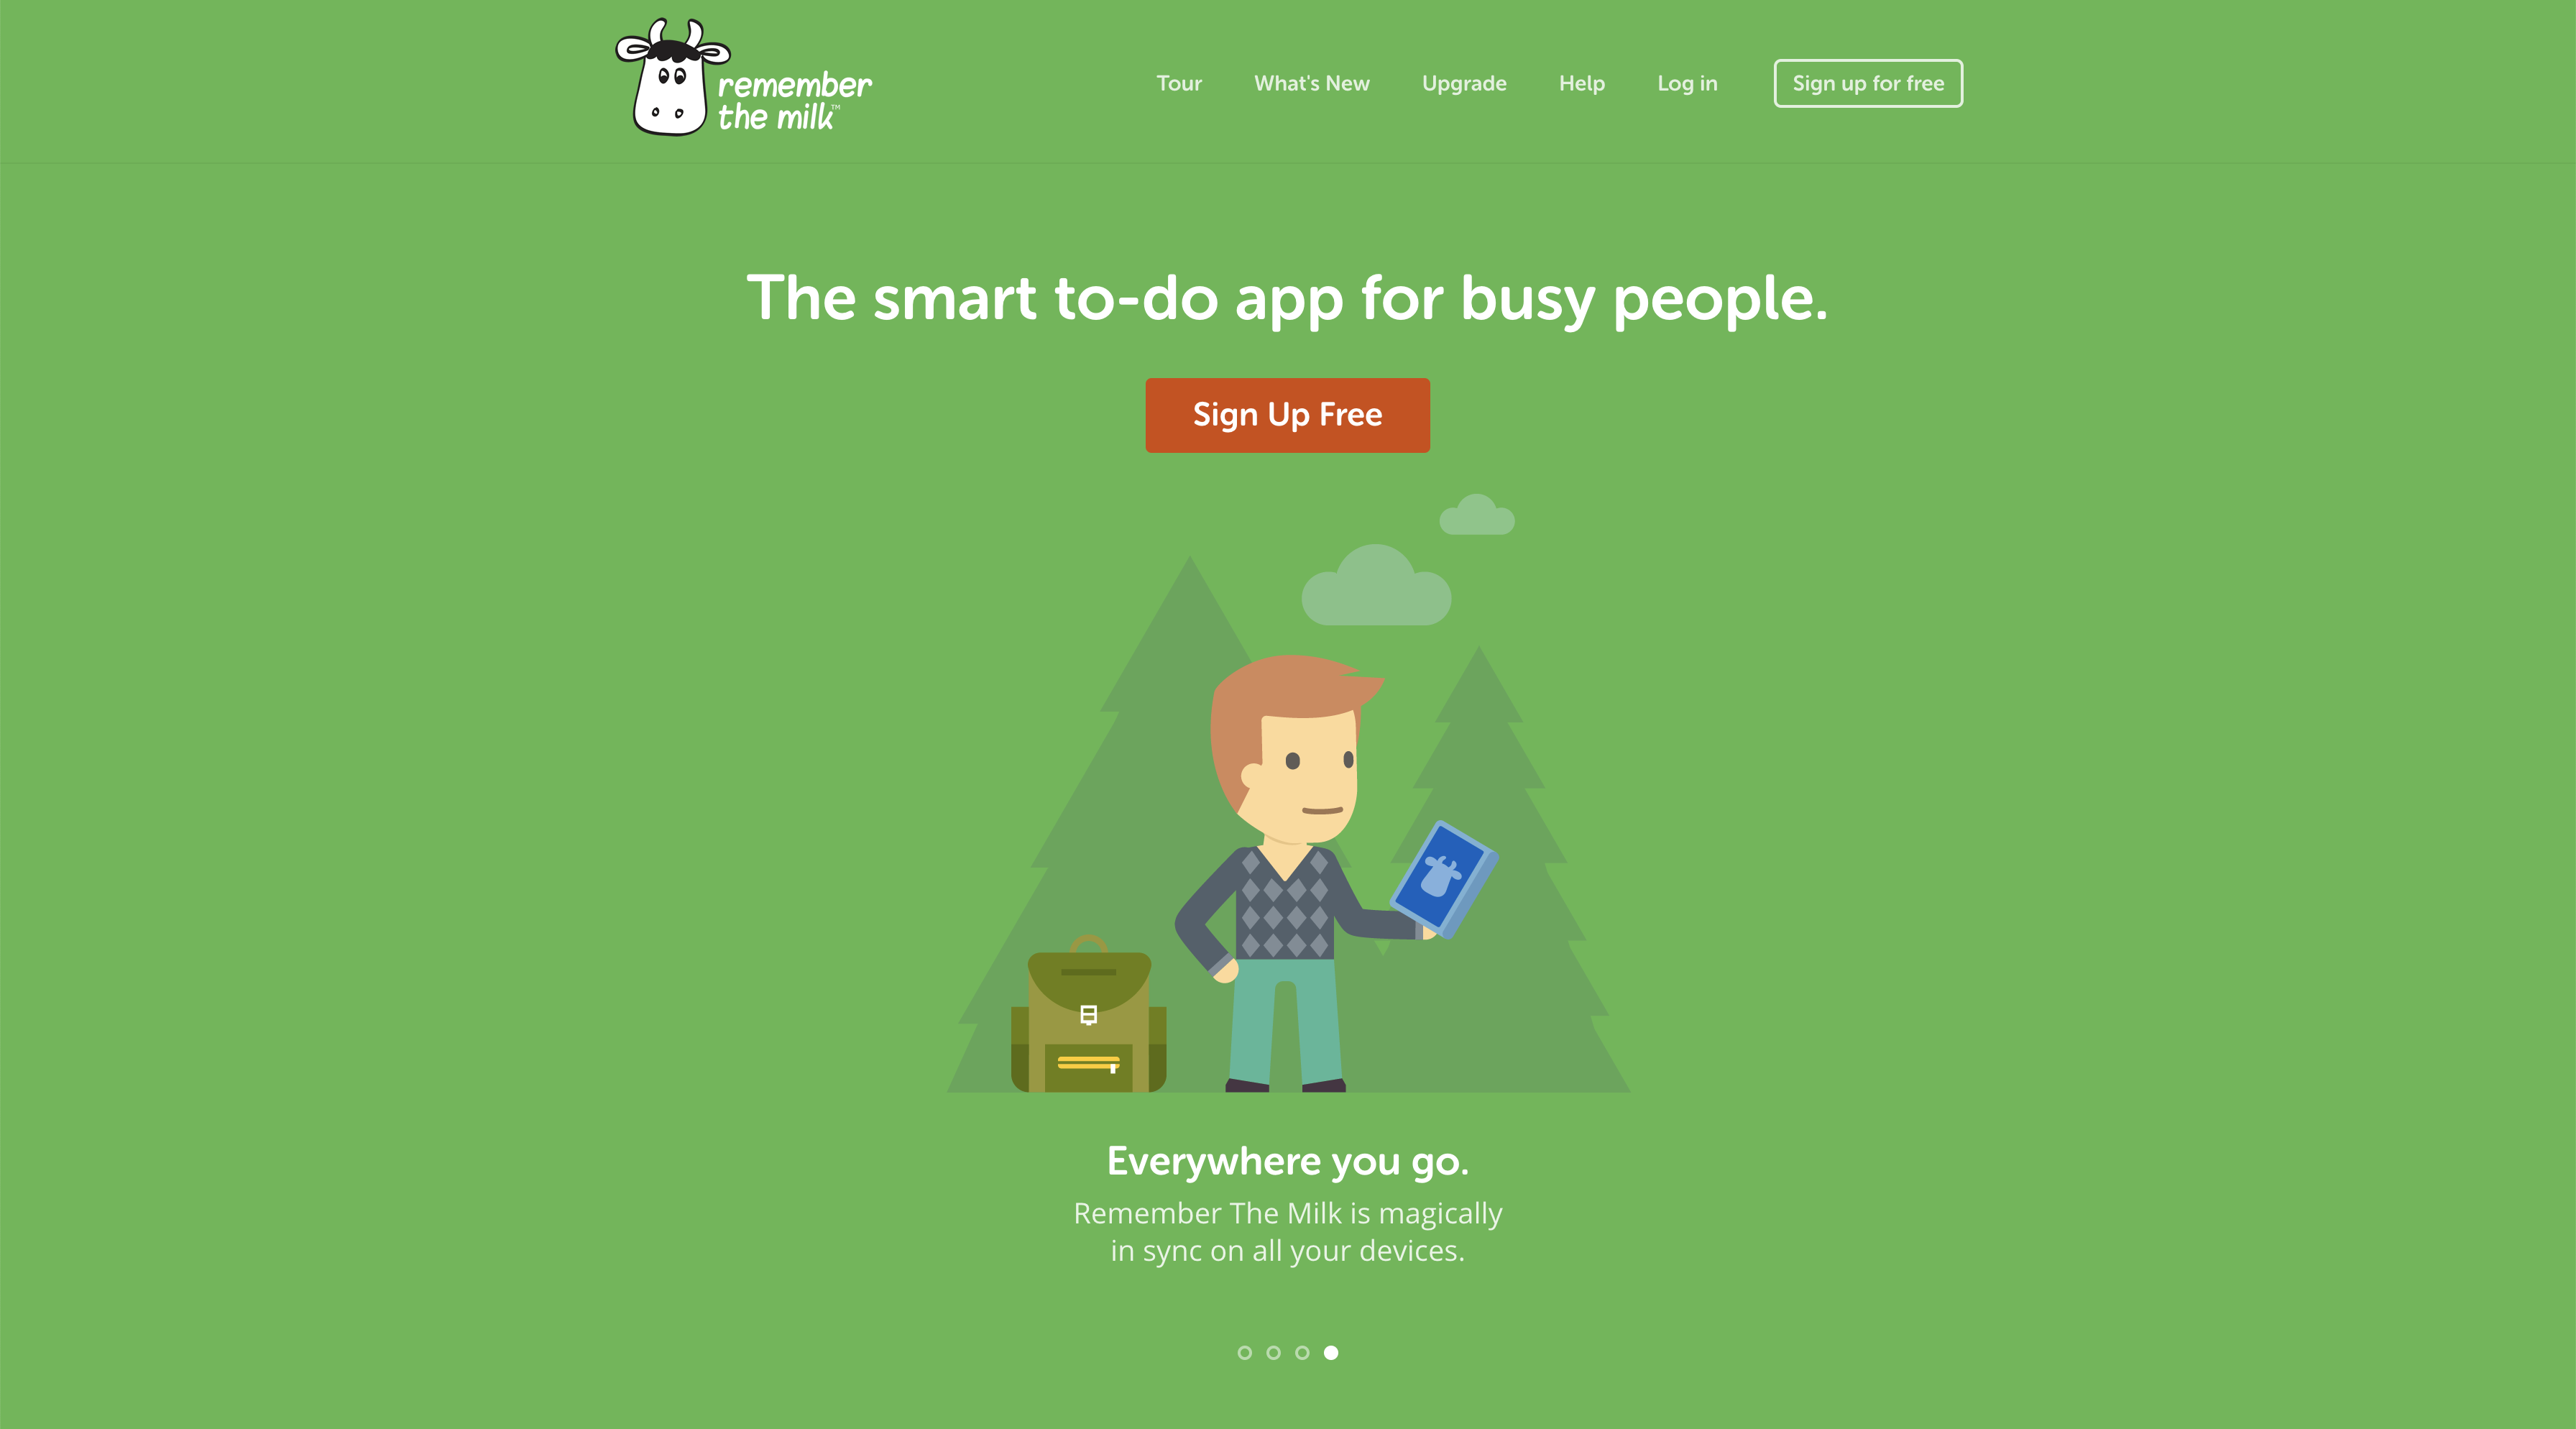 remember
the milk™
Tour What's New Upgrade Help Log in Sign up for free
The smart to-do app for busy people.
Sign Up Free
Everywhere you go.
Remember The Milk is magically
in sync on all your devices.